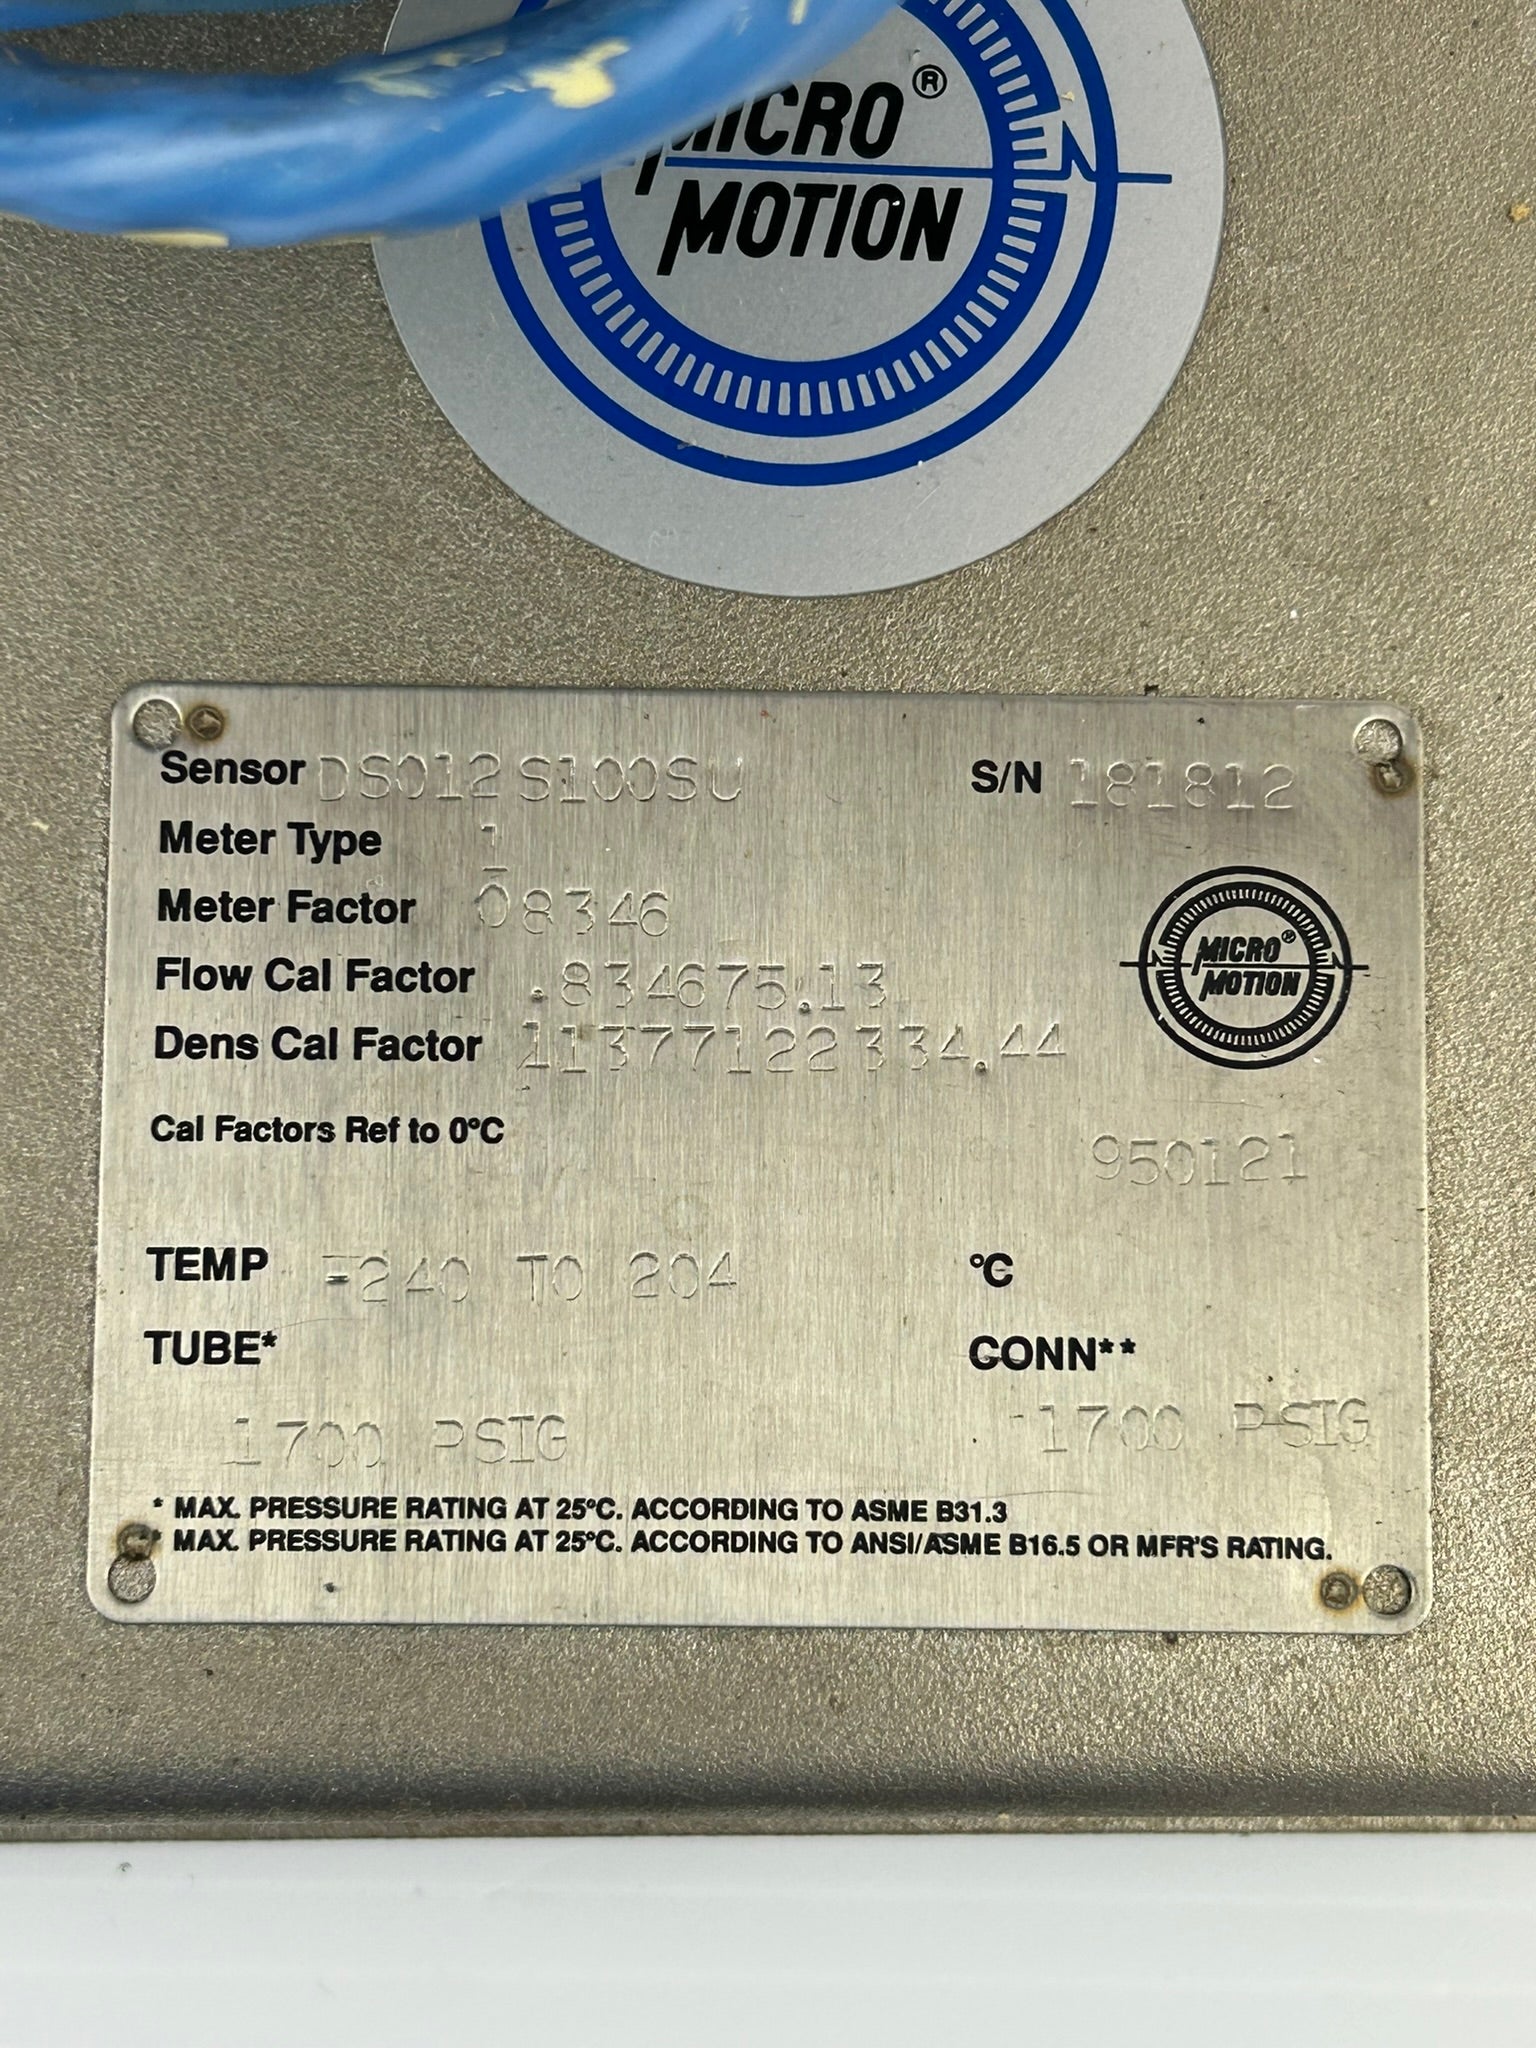 MICRO®
MOTION
Sensor DS012S100SU S/N 181812
Meter Type 1
Meter Factor 08346
Flow Cal Factor .834675.13
Dens Cal Factor 11377122334.44
MICRO®
MOTION
Cal Factors Ref to 0°C
950121
TEMP -240 TO 204 °C
TUBE* CONN**
1700 PSIG 1700 PSIG
* MAX. PRESSURE RATING AT 25°C. ACCORDING TO ASME B31.3
* MAX. PRESSURE RATING AT 25°C. ACCORDING TO ANSI/ASME B16.5 OR MFR'S RATING.